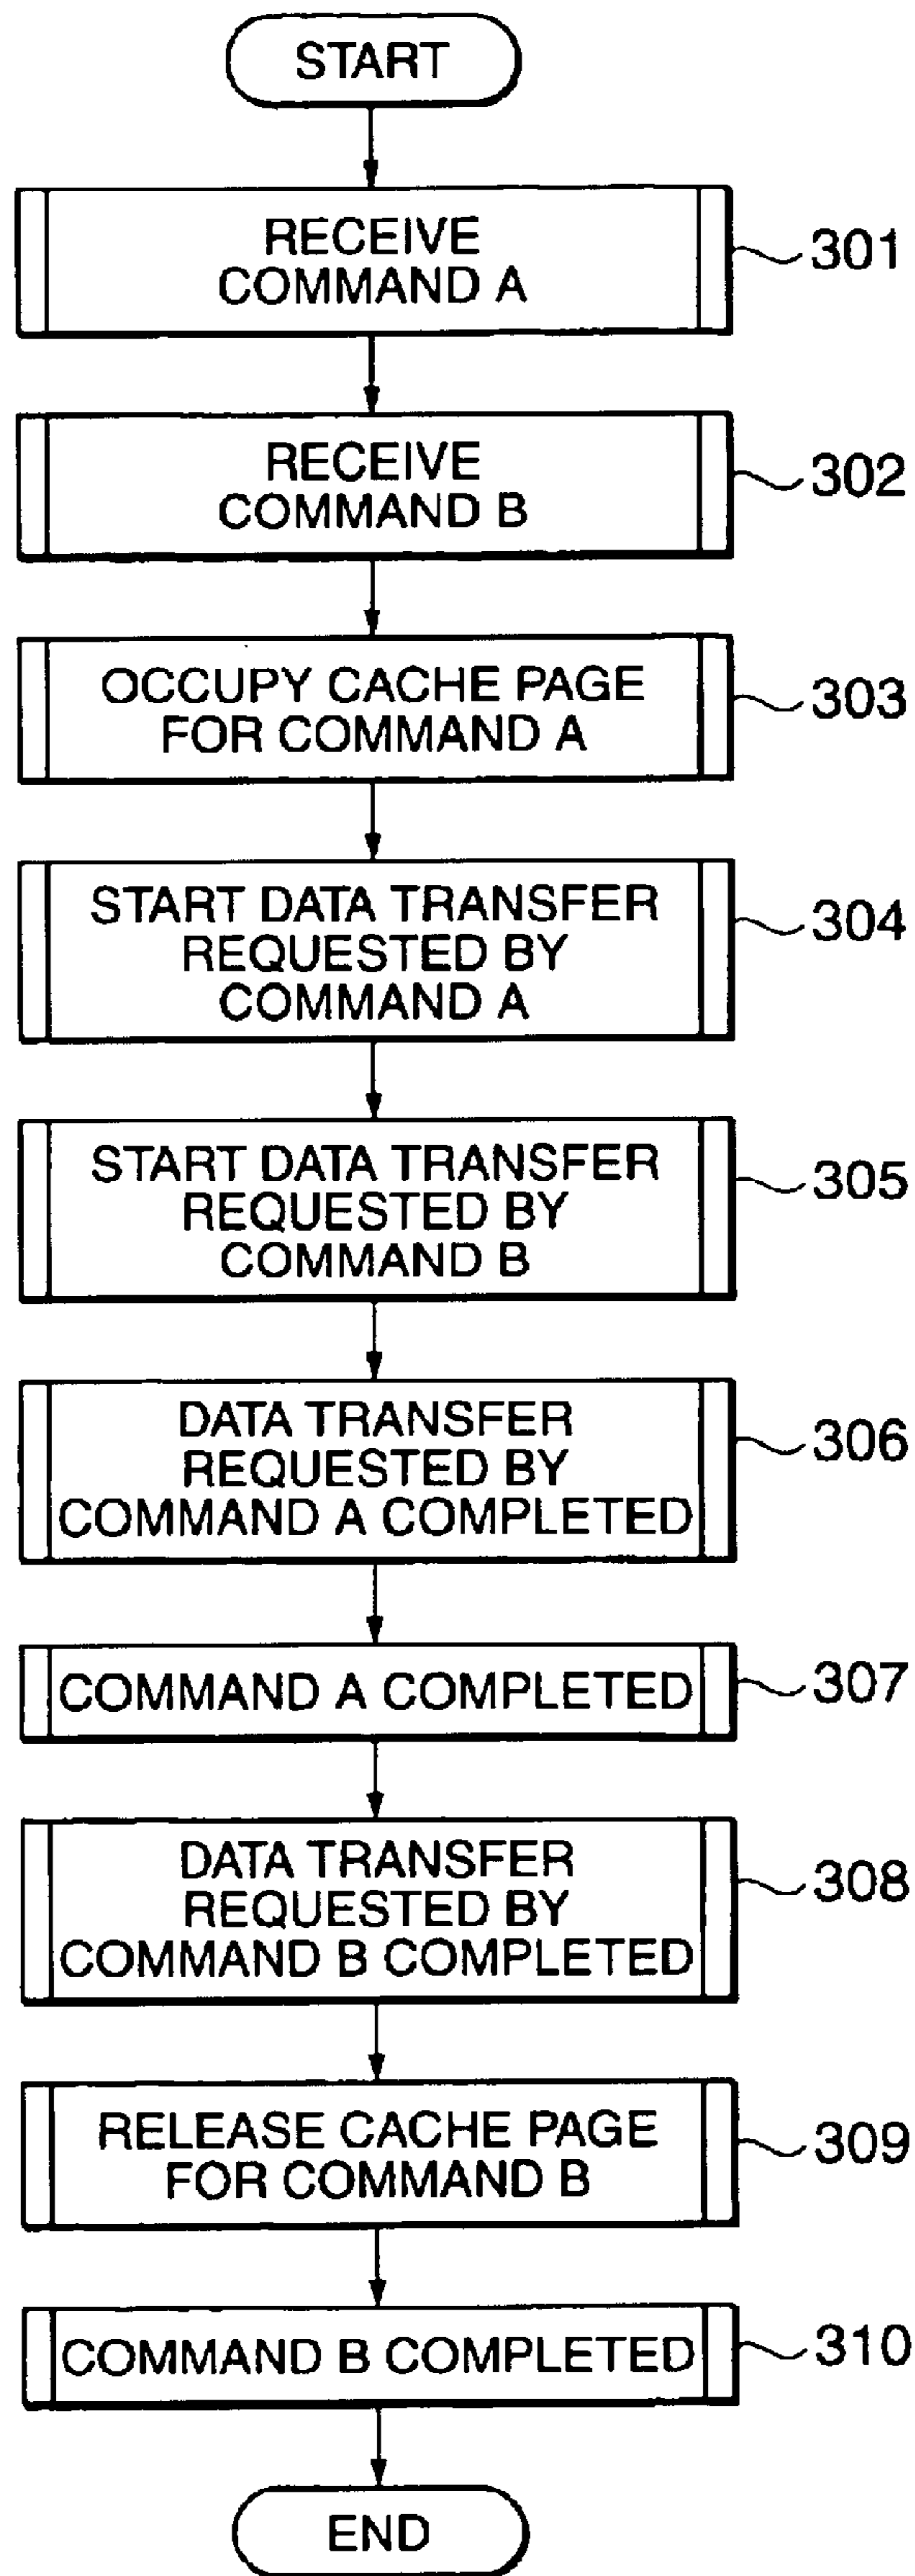 START
RECEIVE
COMMAND A
301
RECEIVE
COMMAND B
302
OCCUPY CACHE PAGE
FOR COMMAND A
303
START DATA TRANSFER
REQUESTED BY
COMMAND A
304
START DATA TRANSFER
REQUESTED BY
COMMAND B
305
DATA TRANSFER
REQUESTED BY
COMMAND A COMPLETED
306
COMMAND A COMPLETED
307
DATA TRANSFER
REQUESTED BY
COMMAND B COMPLETED
308
RELEASE CACHE PAGE
FOR COMMAND B
309
COMMAND B COMPLETED
310
END